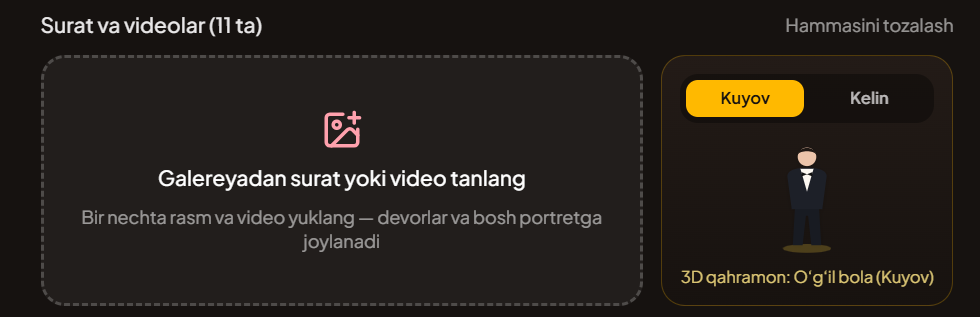 Surat va videolar (11 ta)
Hammasini tozalash
Galereyadan surat yoki video tanlang
Bir nechta rasm va video yuklang — devorlar va bosh portretga
joylanadi
Kuyov
Kelin
3D qahramon: Oʻgʻil bola (Kuyov)